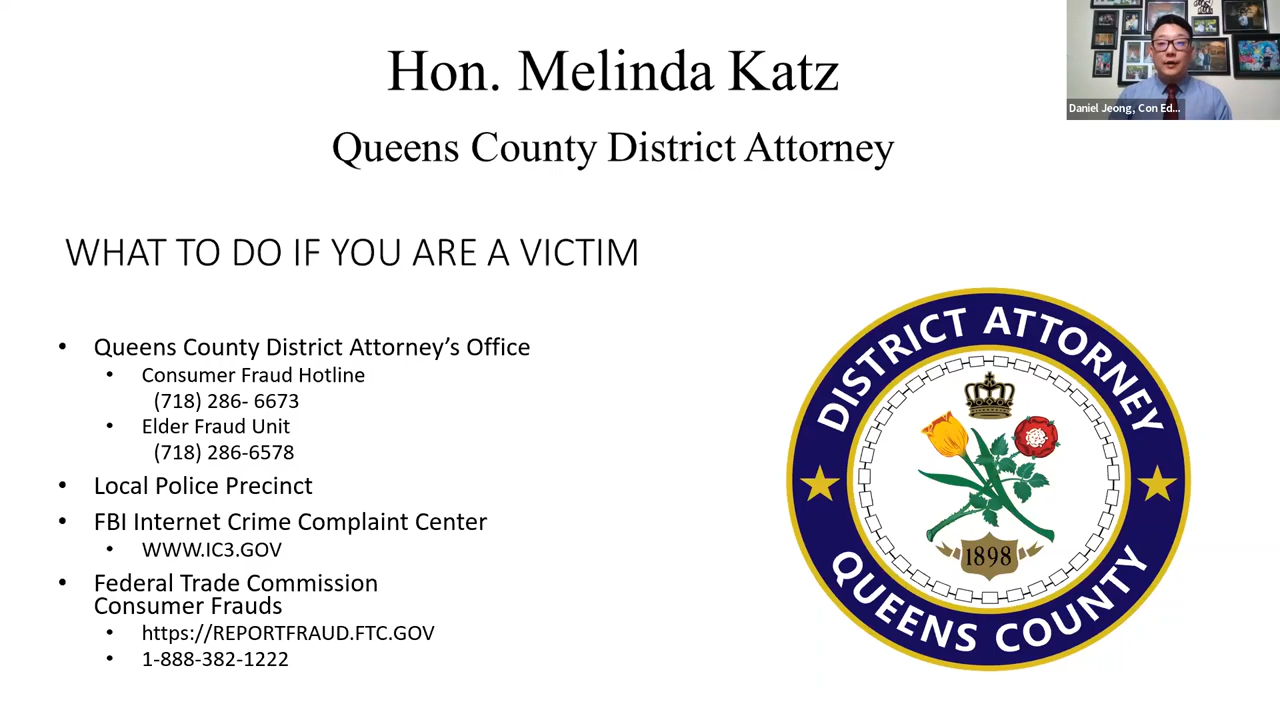 Hon. Melinda Katz
Queens County District Attorney
Daniel Jeong, Con Ed...
WHAT TO DO IF YOU ARE A VICTIM
• Queens County District Attorney’s Office
• Consumer Fraud Hotline
(718) 286- 6673
• Elder Fraud Unit
(718) 286-6578
• Local Police Precinct
• FBI Internet Crime Complaint Center
• WWW.IC3.GOV
• Federal Trade Commission
Consumer Frauds
• https://REPORTFRAUD.FTC.GOV
• 1-888-382-1222
DISTRICT ATTORNEY
1898
QUEENS COUNTY